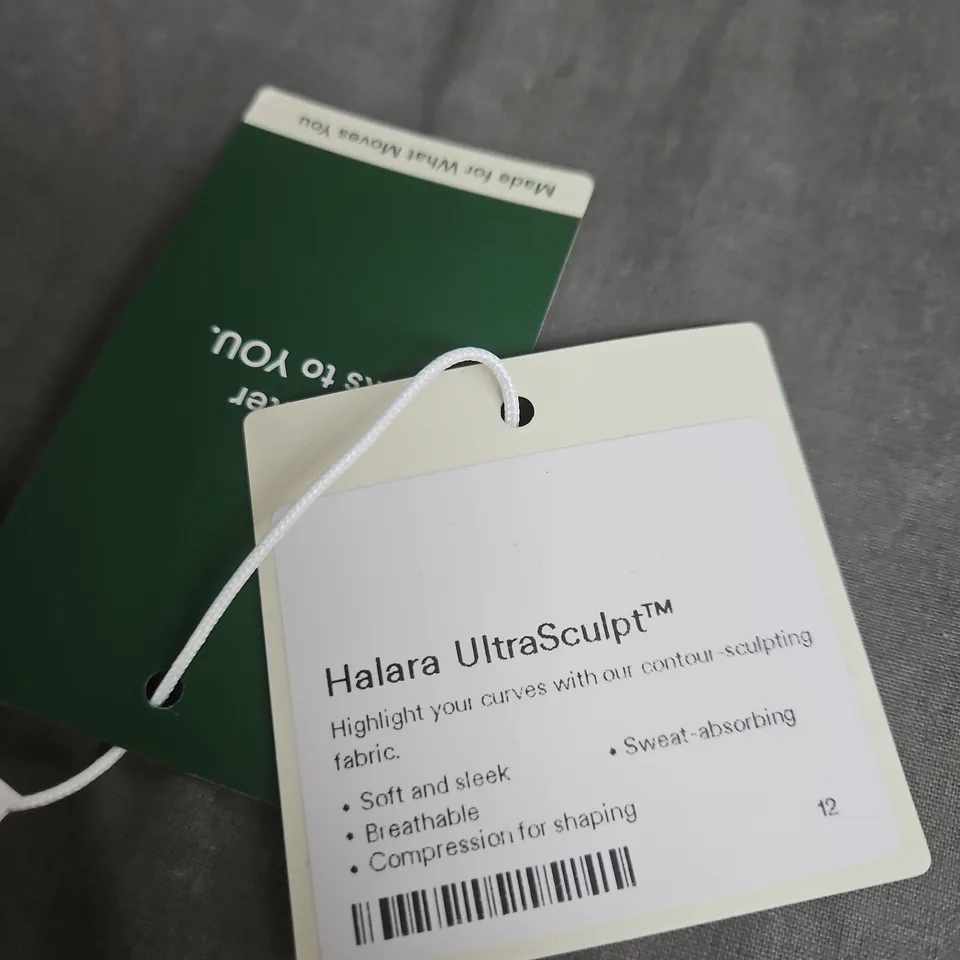 Made for What Moves You.
to YOU.
Halara UltraSculpt™
Highlight your curves with our contour-sculpting
fabric.
• Soft and sleek
• Sweat-absorbing
• Breathable
• Compression for shaping
12